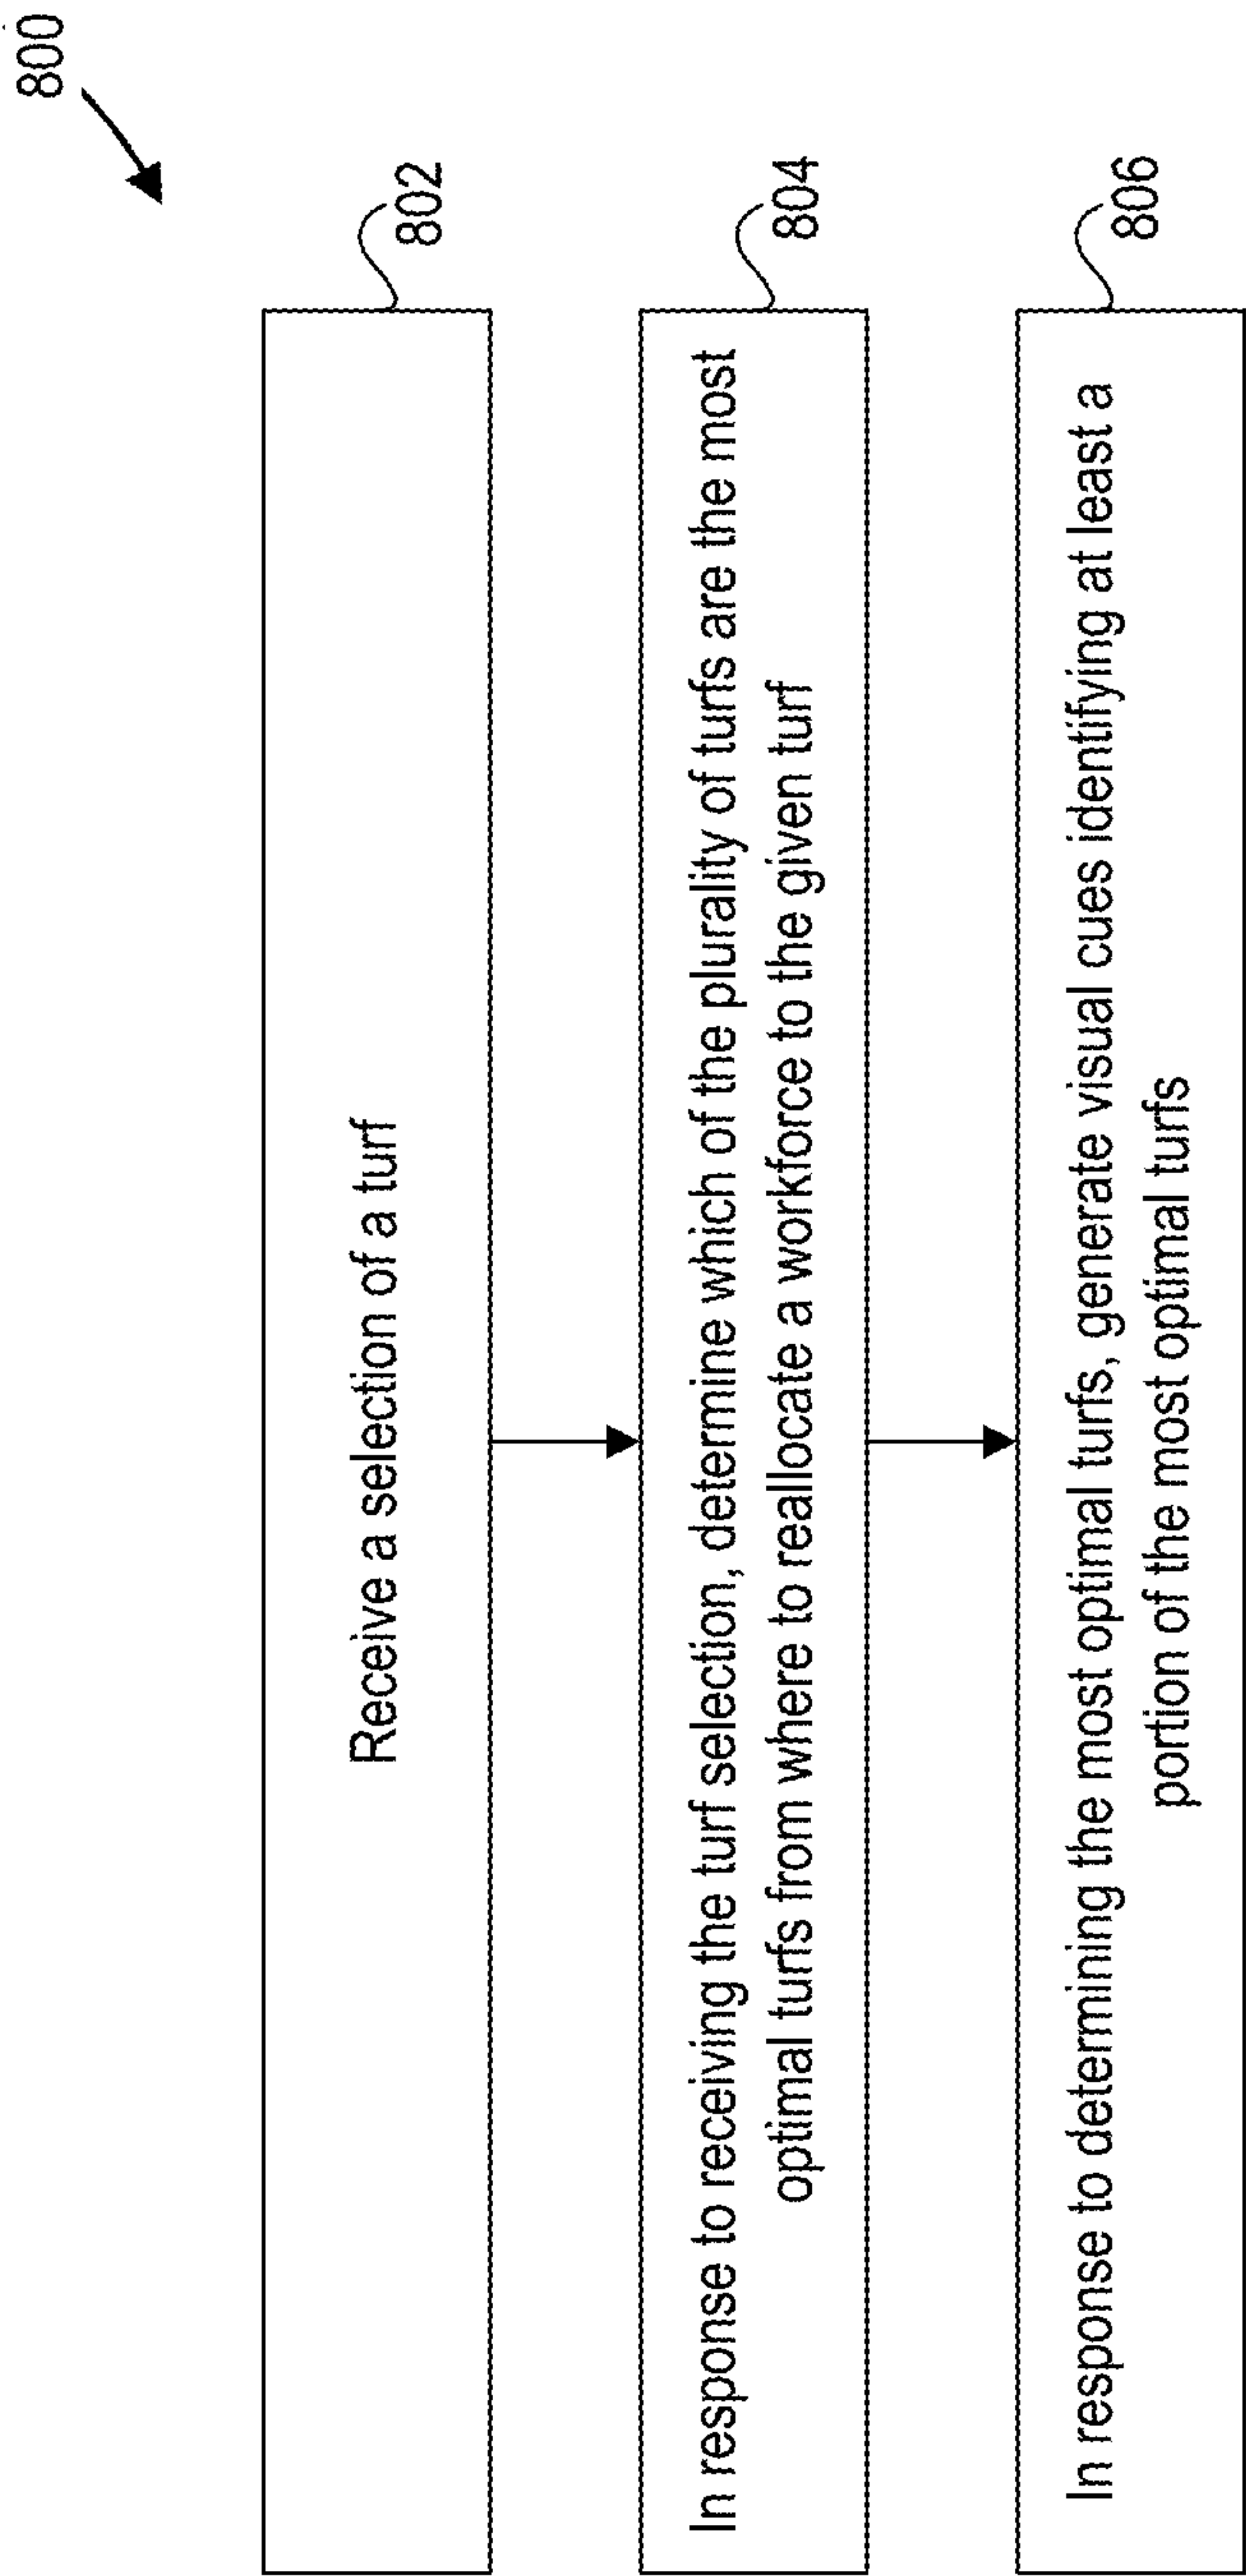 800
Receive a selection of a turf
802
In response to receiving the turf selection, determine which of the plurality of turfs are the most
optimal turfs from where to reallocate a workforce to the given turf
804
In response to determining the most optimal turfs, generate visual cues identifying at least a
portion of the most optimal turfs
806